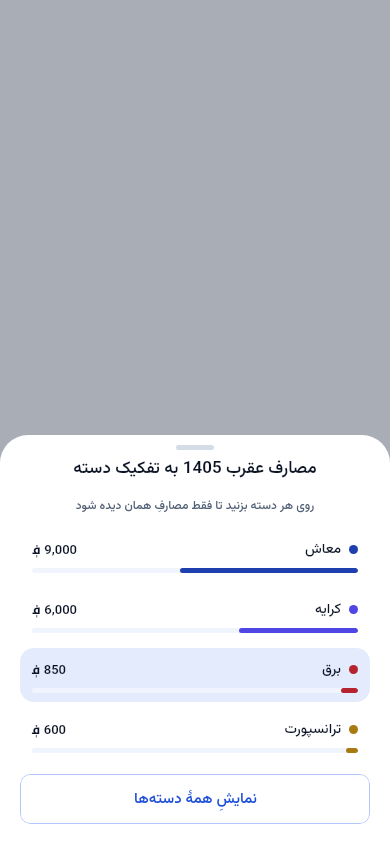 مصارف عقرب 1405 به تفکیک دسته
روی هر دسته بزنید تا فقط مصارفِ همان دیده شود
معاش
9,000 ؋
کرایه
6,000 ؋
برق
850 ؋
ترانسپورت
600 ؋
نمایشِ همهٔ دسته‌ها